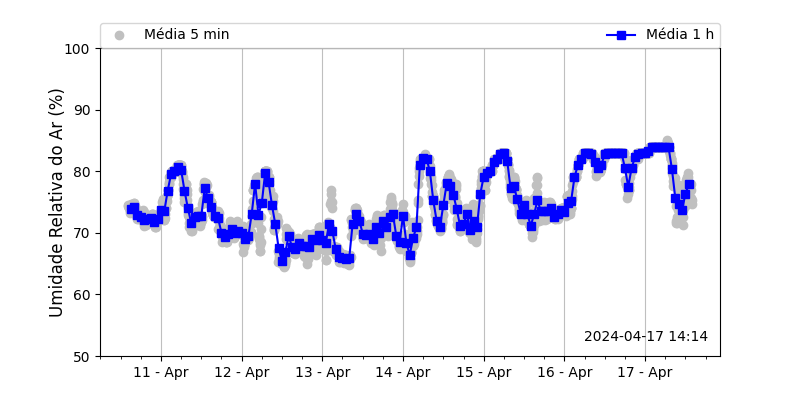 Média 5 min
Média 1 h
Umidade Relativa do Ar (%)
100
90
80
70
60
50
2024-04-17 14:14
11 - Apr
12 - Apr
13 - Apr
14 - Apr
15 - Apr
16 - Apr
17 - Apr